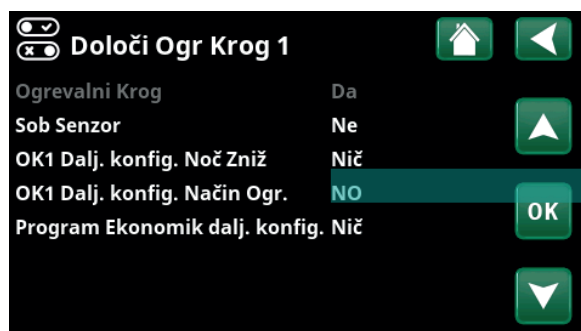 Določi Ogr Krog 1
Ogrevalni Krog Da
Sob Senzor Ne
OK1 Dalj. konfig. Noč Zniž Nič
OK1 Dalj. konfig. Način Ogr. NO
Program Ekonomik dalj. konfig. Nič
OK